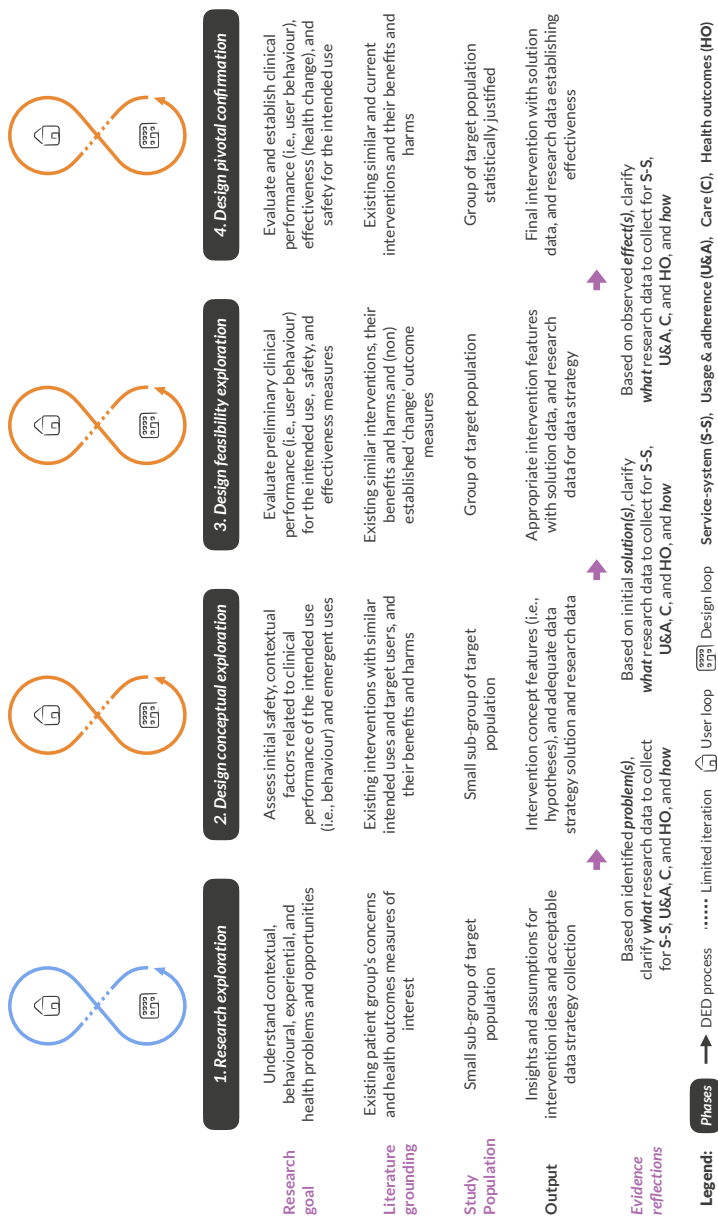 1. Research exploration
2. Design conceptual exploration
3. Design feasibility exploration
4. Design pivotal confirmation
Research
goal
Understand contextual,
behavioural, experiential, and
health problems and opportunities
Assess initial safety, contextual
factors related to clinical
performance of the intended use
(i.e., behaviour) and emergent uses
Evaluate preliminary clinical
performance (i.e., user behaviour)
for the intended use, safety, and
effectiveness measures
Evaluate and establish clinical
performance (i.e., user behaviour),
effectiveness (health change), and
safety for the intended use
Literature
grounding
Existing patient group's concerns
and health outcomes measures of
interest
Existing interventions with similar
intended uses and target users, and
their benefits and harms
Existing similar interventions, their
benefits and harms and (non)
established 'change' outcome
measures
Existing similar and current
interventions and their benefits and
harms
Study
Population
Small sub-group of target
population
Small sub-group of target
population
Group of target population
Group of target population
statistically justified
Output
Insights and assumptions for
intervention ideas and acceptable
data strategy collection
Intervention concept features (i.e.,
hypotheses), and adequate data
strategy solution and research data
Appropriate intervention features
with solution data, and research
data for data strategy
Final intervention with solution
data, and research data establishing
effectiveness
Evidence
reflections
Based on identified problem(s),
clarify what research data to collect
for S-S, U&A, C, and HO, and how
Based on initial solution(s), clarify
what research data to collect for S-S,
U&A, C, and HO, and how
Based on observed effect(s), clarify
what research data to collect for S-S,
U&A, C, and HO, and how
Legend: Phases DED process Limited iteration User loop Design loop Service-system (S-S), Usage & adherence (U&A), Care (C), Health outcomes (HO)